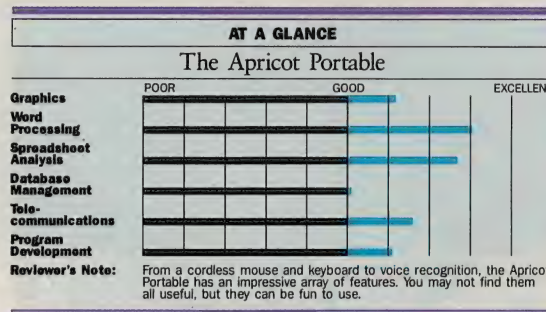 AT A GLANCE
The Apricot Portable
POOR GOOD EXCELLEN
Graphics
Word
Processing
Spreadsheet
Analysis
Database
Management
Tele-
communications
Program
Development
Reviewer's Note: From a cordless mouse and keyboard to voice recognition, the Aprico
Portable has an impressive array of features. You may not find them
all useful, but they can be fun to use.